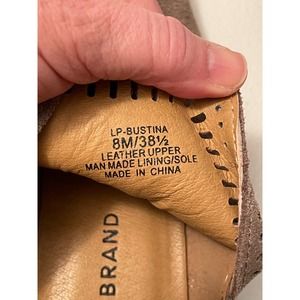 LP-BUSTINA
8M/38½
LEATHER UPPER
MAN MADE LINING/SOLE
MADE IN CHINA
BRAND